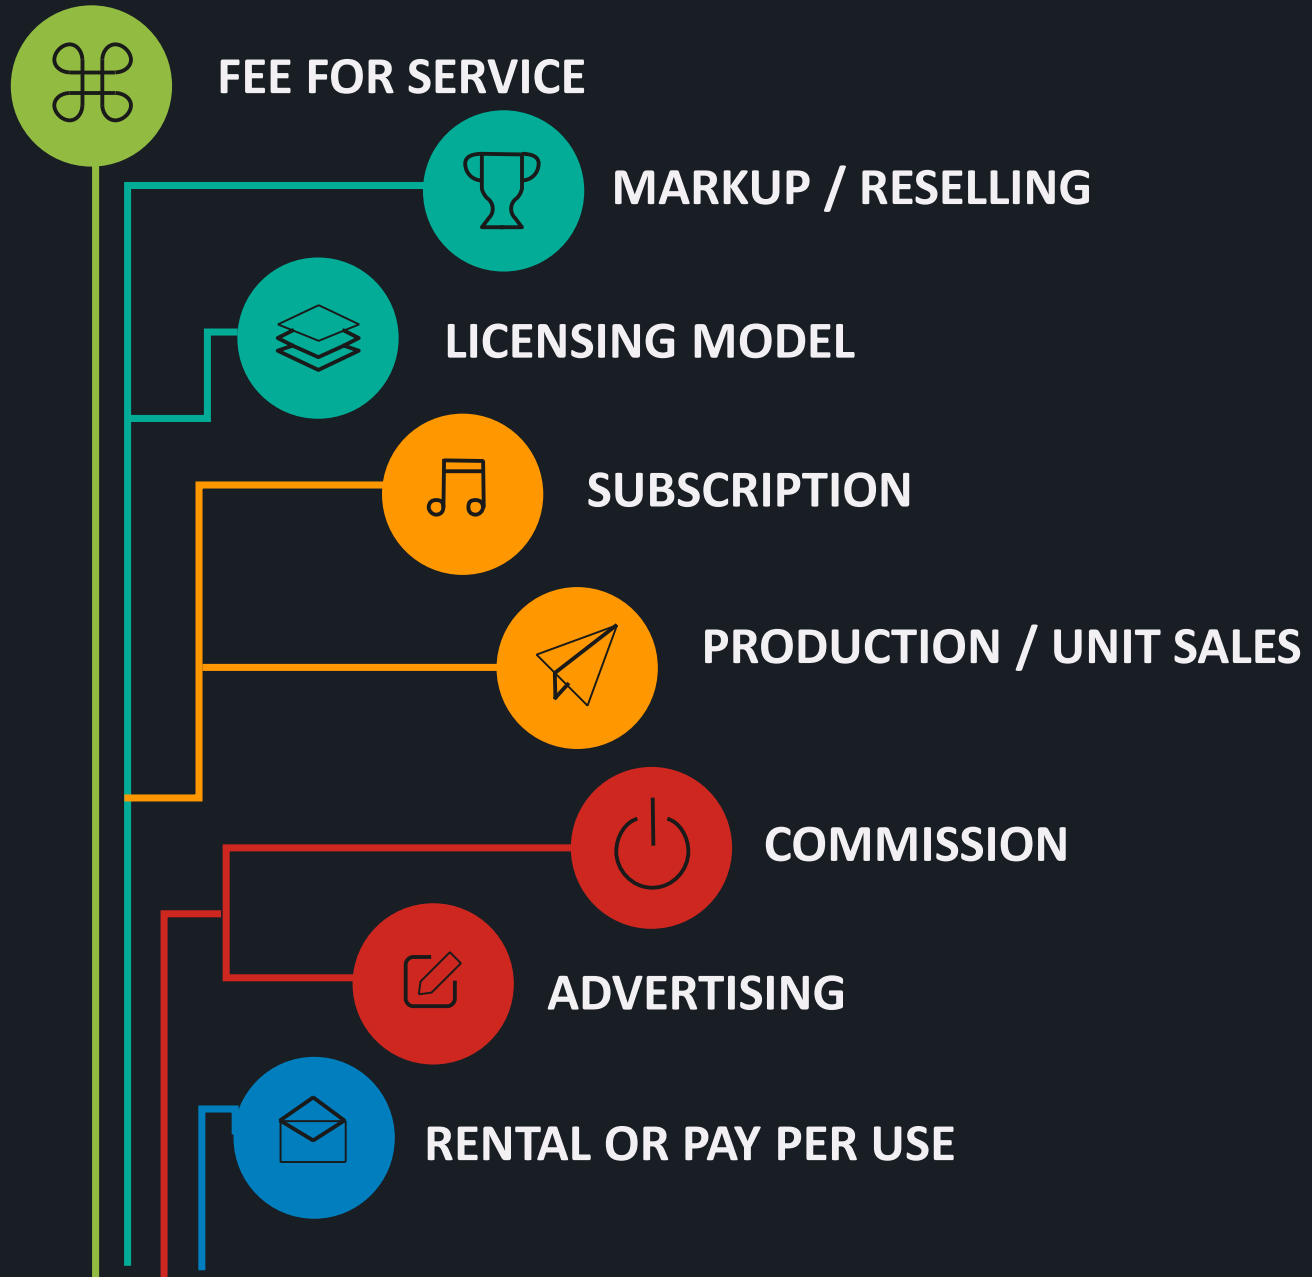 FEE FOR SERVICE
MARKUP / RESELLING
LICENSING MODEL
SUBSCRIPTION
PRODUCTION / UNIT SALES
COMMISSION
ADVERTISING
RENTAL OR PAY PER USE